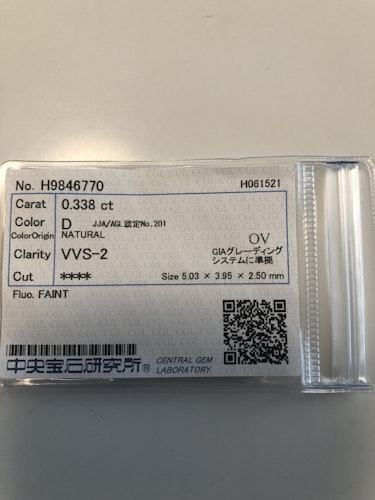 No. H9846770 H061521
Carat 0.338 ct
Color D JJA/AGL認定No.201
ColorOrigin NATURAL
OV
Clarity VVS-2 GIAグレーディング
システムに準拠
Cut ****
Size 5.03 × 3.95 × 2.50 mm
Fluo. FAINT
中央宝石研究所® CENTRAL GEM
LABORATORY